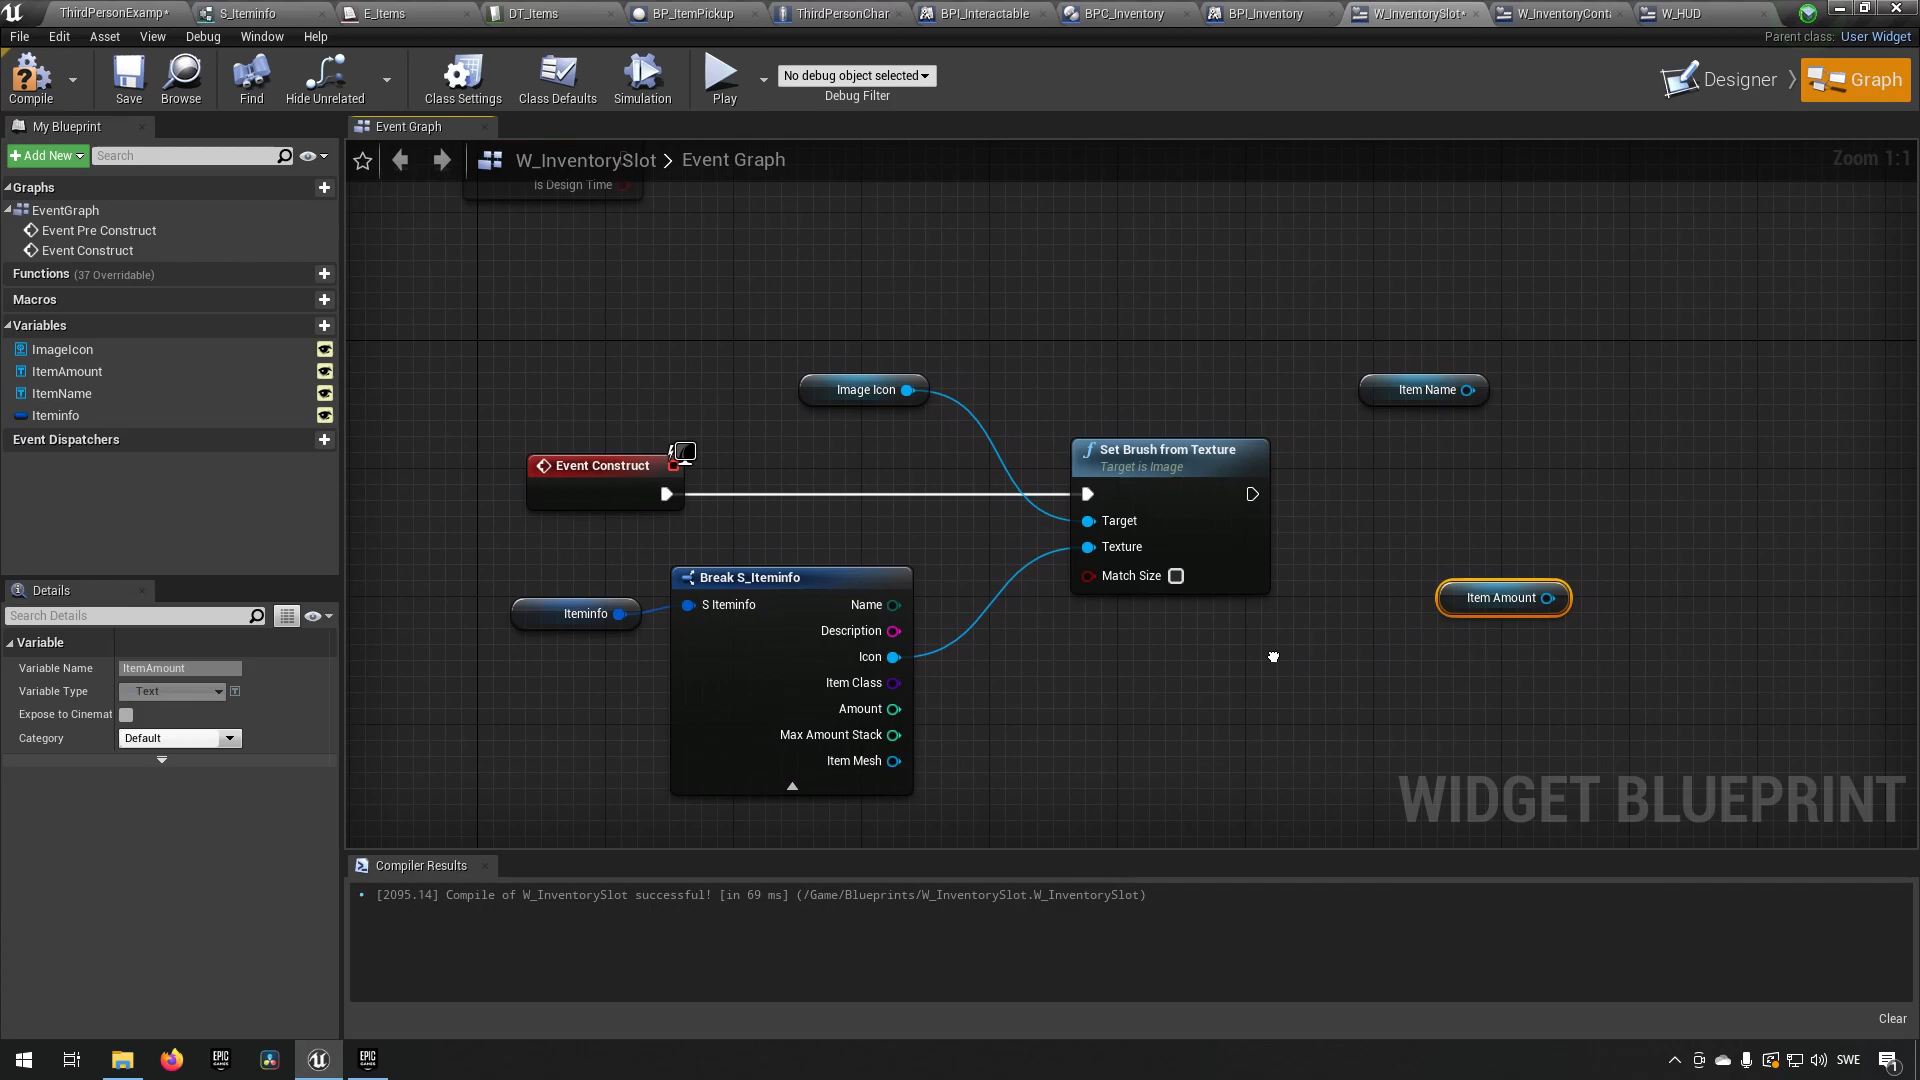 ThirdPersonExamp*
S_Iteminfo
E_Items
DT_Items
BP_ItemPickup
ThirdPersonChar
BPI_Interactable
BPC_Inventory
BPI_Inventory
W_InventorySlot*
W_InventoryConta
W_HUD
File Edit Asset View Debug Window Help
Parent class: User Widget
Compile
Save
Browse
Find
Hide Unrelated
Class Settings
Class Defaults
Simulation
Play
No debug object selected
Debug Filter
Designer
Graph
My Blueprint
Event Graph
Add New
Search
W_InventorySlot > Event Graph
Zoom 1:1
Graphs
EventGraph
Event Pre Construct
Event Construct
Functions (37 Overridable)
Macros
Variables
ImageIcon
ItemAmount
ItemName
Iteminfo
Event Dispatchers
Is Design Time
Image Icon
Item Name
Event Construct
Set Brush from Texture
Target is Image
Target
Texture
Match Size
Item Amount
Iteminfo
Break S_Iteminfo
S Iteminfo
Name
Description
Icon
Item Class
Amount
Max Amount Stack
Item Mesh
WIDGET BLUEPRINT
Details
Search Details
Variable
Variable Name ItemAmount
Variable Type Text
Expose to Cinemat
Category Default
Compiler Results
[2095.14] Compile of W_InventorySlot successful! [in 69 ms] (/Game/Blueprints/W_InventorySlot.W_InventorySlot)
Clear
EPIC GAMES
EPIC GAMES
SWE
1